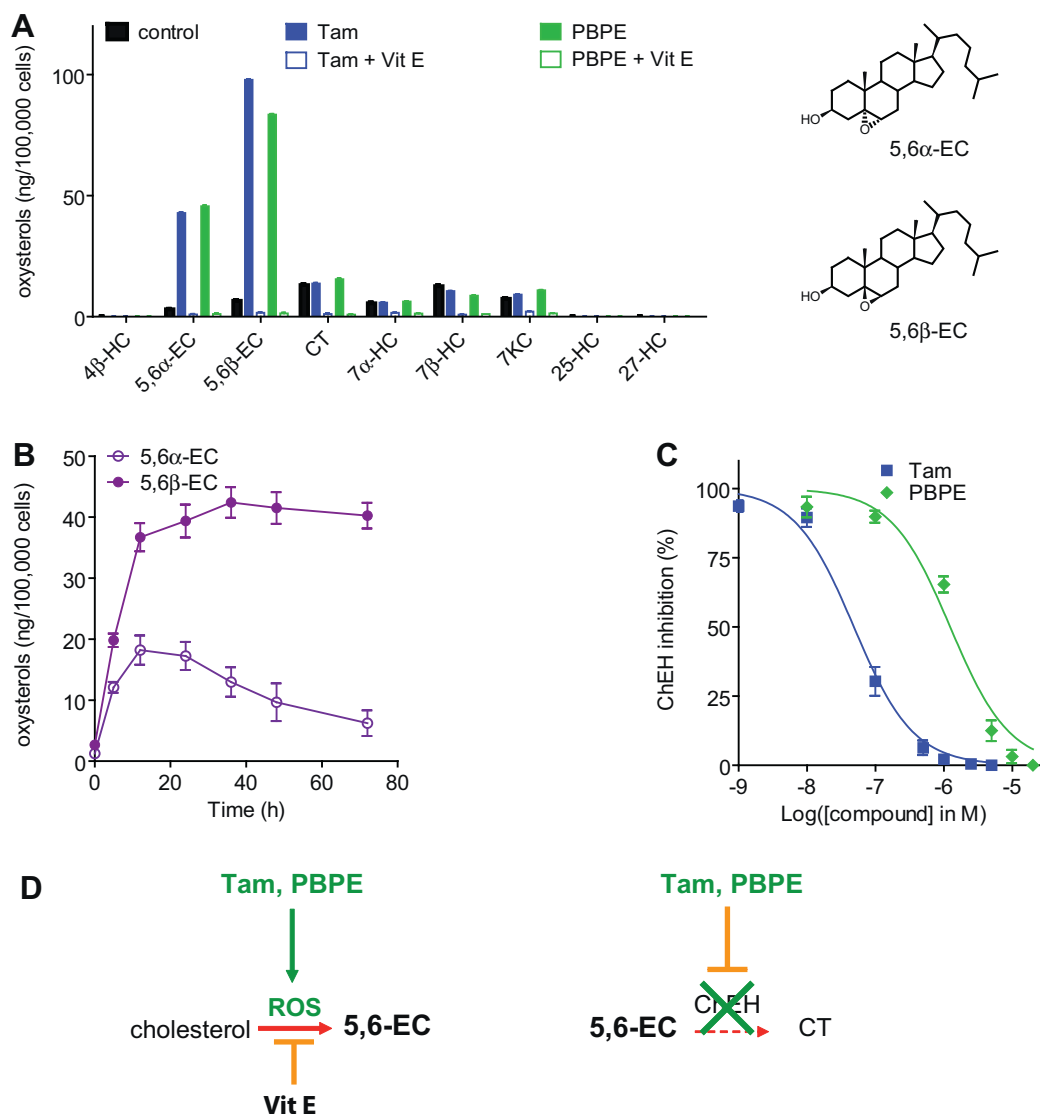 A
control
Tam
PBPE
Tam + Vit E
PBPE + Vit E
oxysterols (ng/100,000 cells)
100
50
0
4β-HC
5,6α-EC
5,6β-EC
CT
7α-HC
7β-HC
7KC
25-HC
27-HC
HO
O
5,6α-EC
HO
O
5,6β-EC
B
5,6α-EC
5,6β-EC
oxysterols (ng/100,000 cells)
50
40
30
20
10
0
0
20
40
60
80
Time (h)
C
Tam
PBPE
ChEH inhibition (%)
100
75
50
25
0
-9
-8
-7
-6
-5
Log([compound] in M)
D
Tam, PBPE
ROS
cholesterol
5,6-EC
Vit E
Tam, PBPE
ChEH
5,6-EC
CT